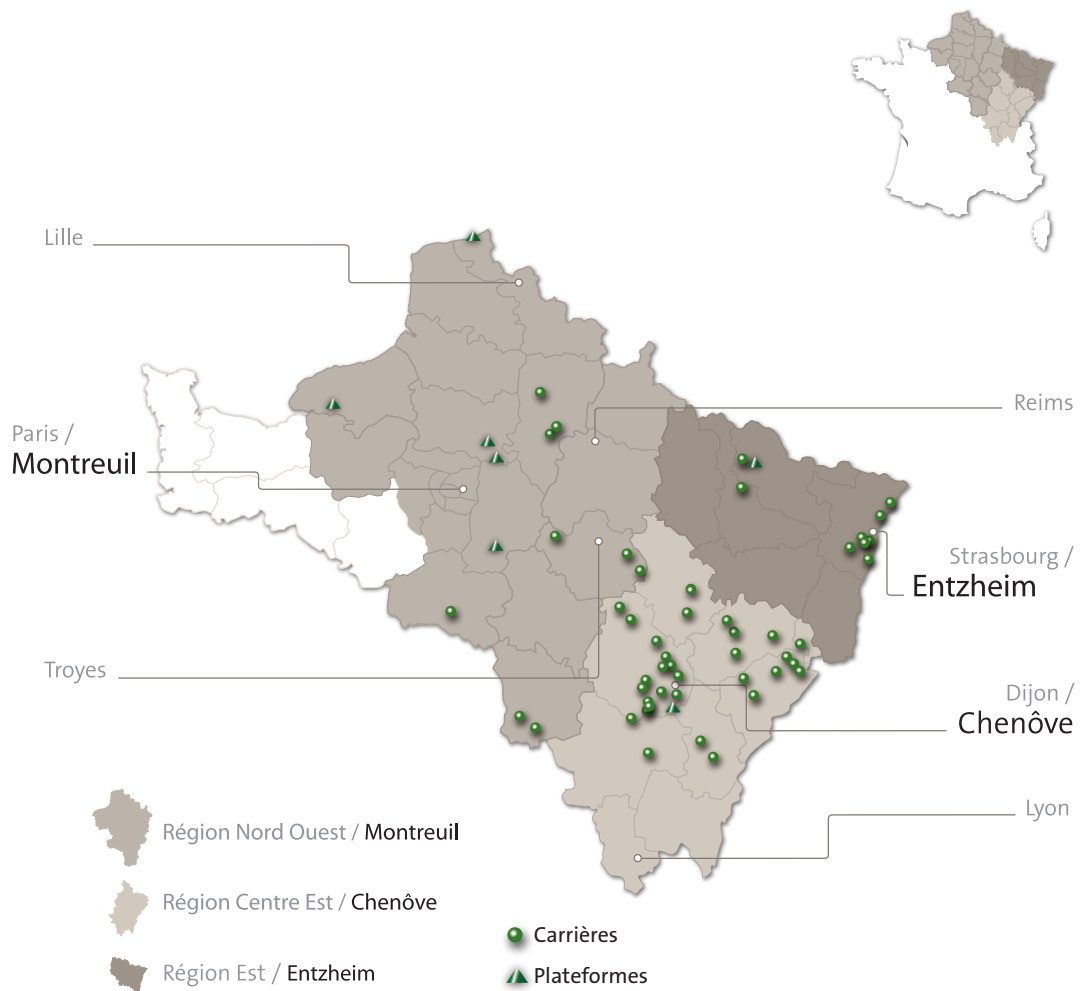 Lille
Reims
Paris /
Montreuil
Strasbourg /
Entzheim
Troyes
Dijon /
Chenôve
Lyon
Région Nord Ouest / Montreuil
Région Centre Est / Chenôve
Région Est / Entzheim
Carrières
Plateformes